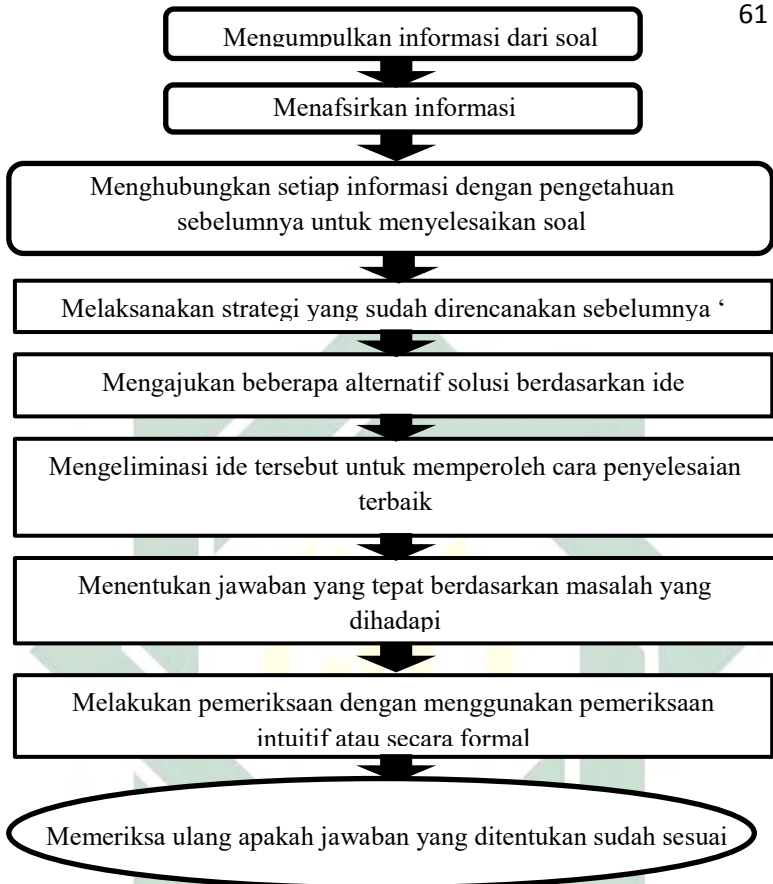 61
Mengumpulkan informasi dari soal
Menafsirkan informasi
Menghubungkan setiap informasi dengan pengetahuan
sebelumnya untuk menyelesaikan soal
Melaksanakan strategi yang sudah direncanakan sebelumnya ‘
Mengajukan beberapa alternatif solusi berdasarkan ide
Mengeliminasi ide tersebut untuk memperoleh cara penyelesaian
terbaik
Menentukan jawaban yang tepat berdasarkan masalah yang
dihadapi
Melakukan pemeriksaan dengan menggunakan pemeriksaan
intuitif atau secara formal
Memeriksa ulang apakah jawaban yang ditentukan sudah sesuai